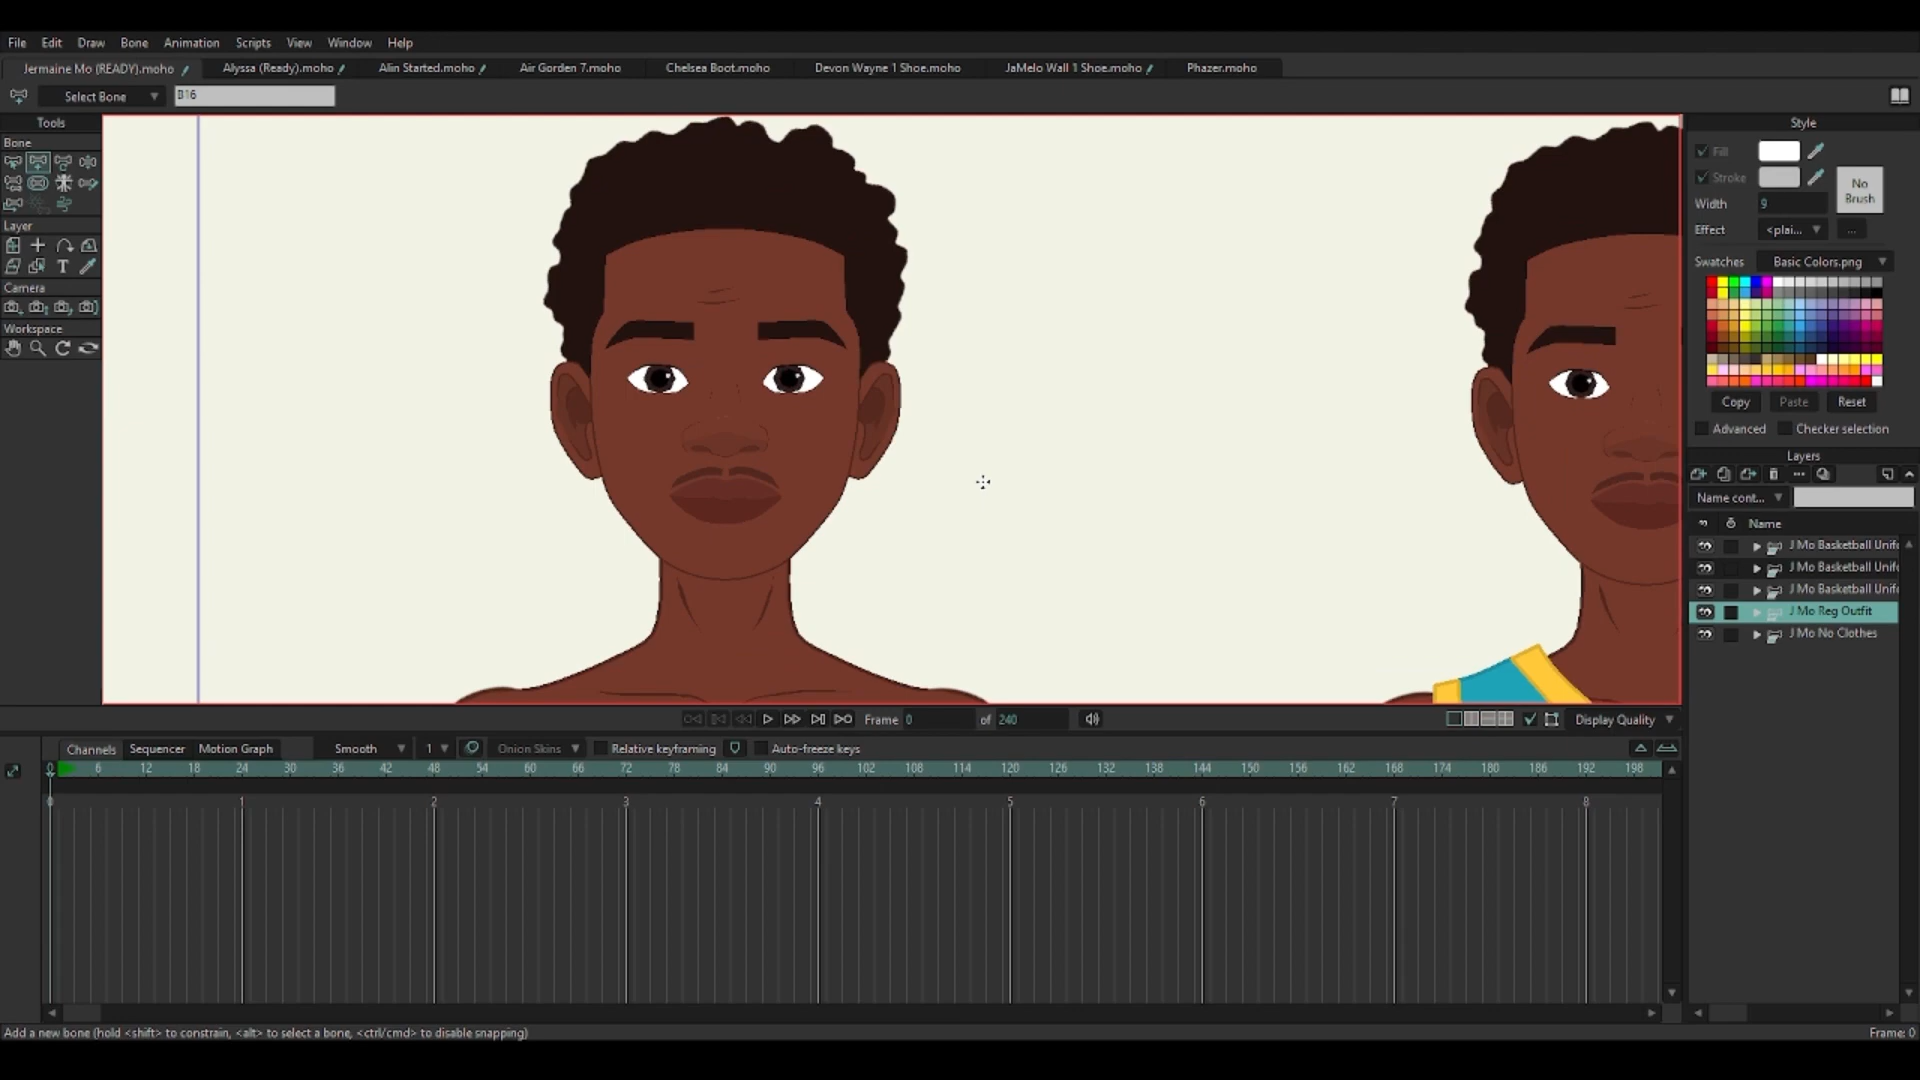 File Edit Draw Bone Animation Scripts View Window Help
Jermaine Mo (READY).moho Alyssa (Ready).moho Alin Started.moho Air Gorden 7.moho Chelsea Boot.moho Devon Wayne 1 Shoe.moho JaMelo Wall 1 Shoe.moho Phazer.moho
Select Bone B16
Tools
Bone
Layer
T
Camera
Workspace
Style
Fill
Stroke
No
Brush
Width 9
Effect <plai... ...
Swatches Basic Colors.png
Copy Paste Reset
Advanced Checker selection
Layers
Name cont...
Name
J Mo Basketball Unifo
J Mo Basketball Unifo
J Mo Basketball Unifo
J Mo Reg Outfit
J Mo No Clothes
Frame 0 of 240 Display Quality
Channels Sequencer Motion Graph Smooth 1 Onion Skins Relative keyframing Auto-freeze keys
0 6 12 18 24 30 36 42 48 54 60 66 72 78 84 90 96 102 108 114 120 126 132 138 144 150 156 162 168 174 180 186 192 198
0 1 2 3 4 5 6 7 8
Add a new bone (hold <shift> to constrain, <alt> to select a bone, <ctrl/cmd> to disable snapping) Frame: 0